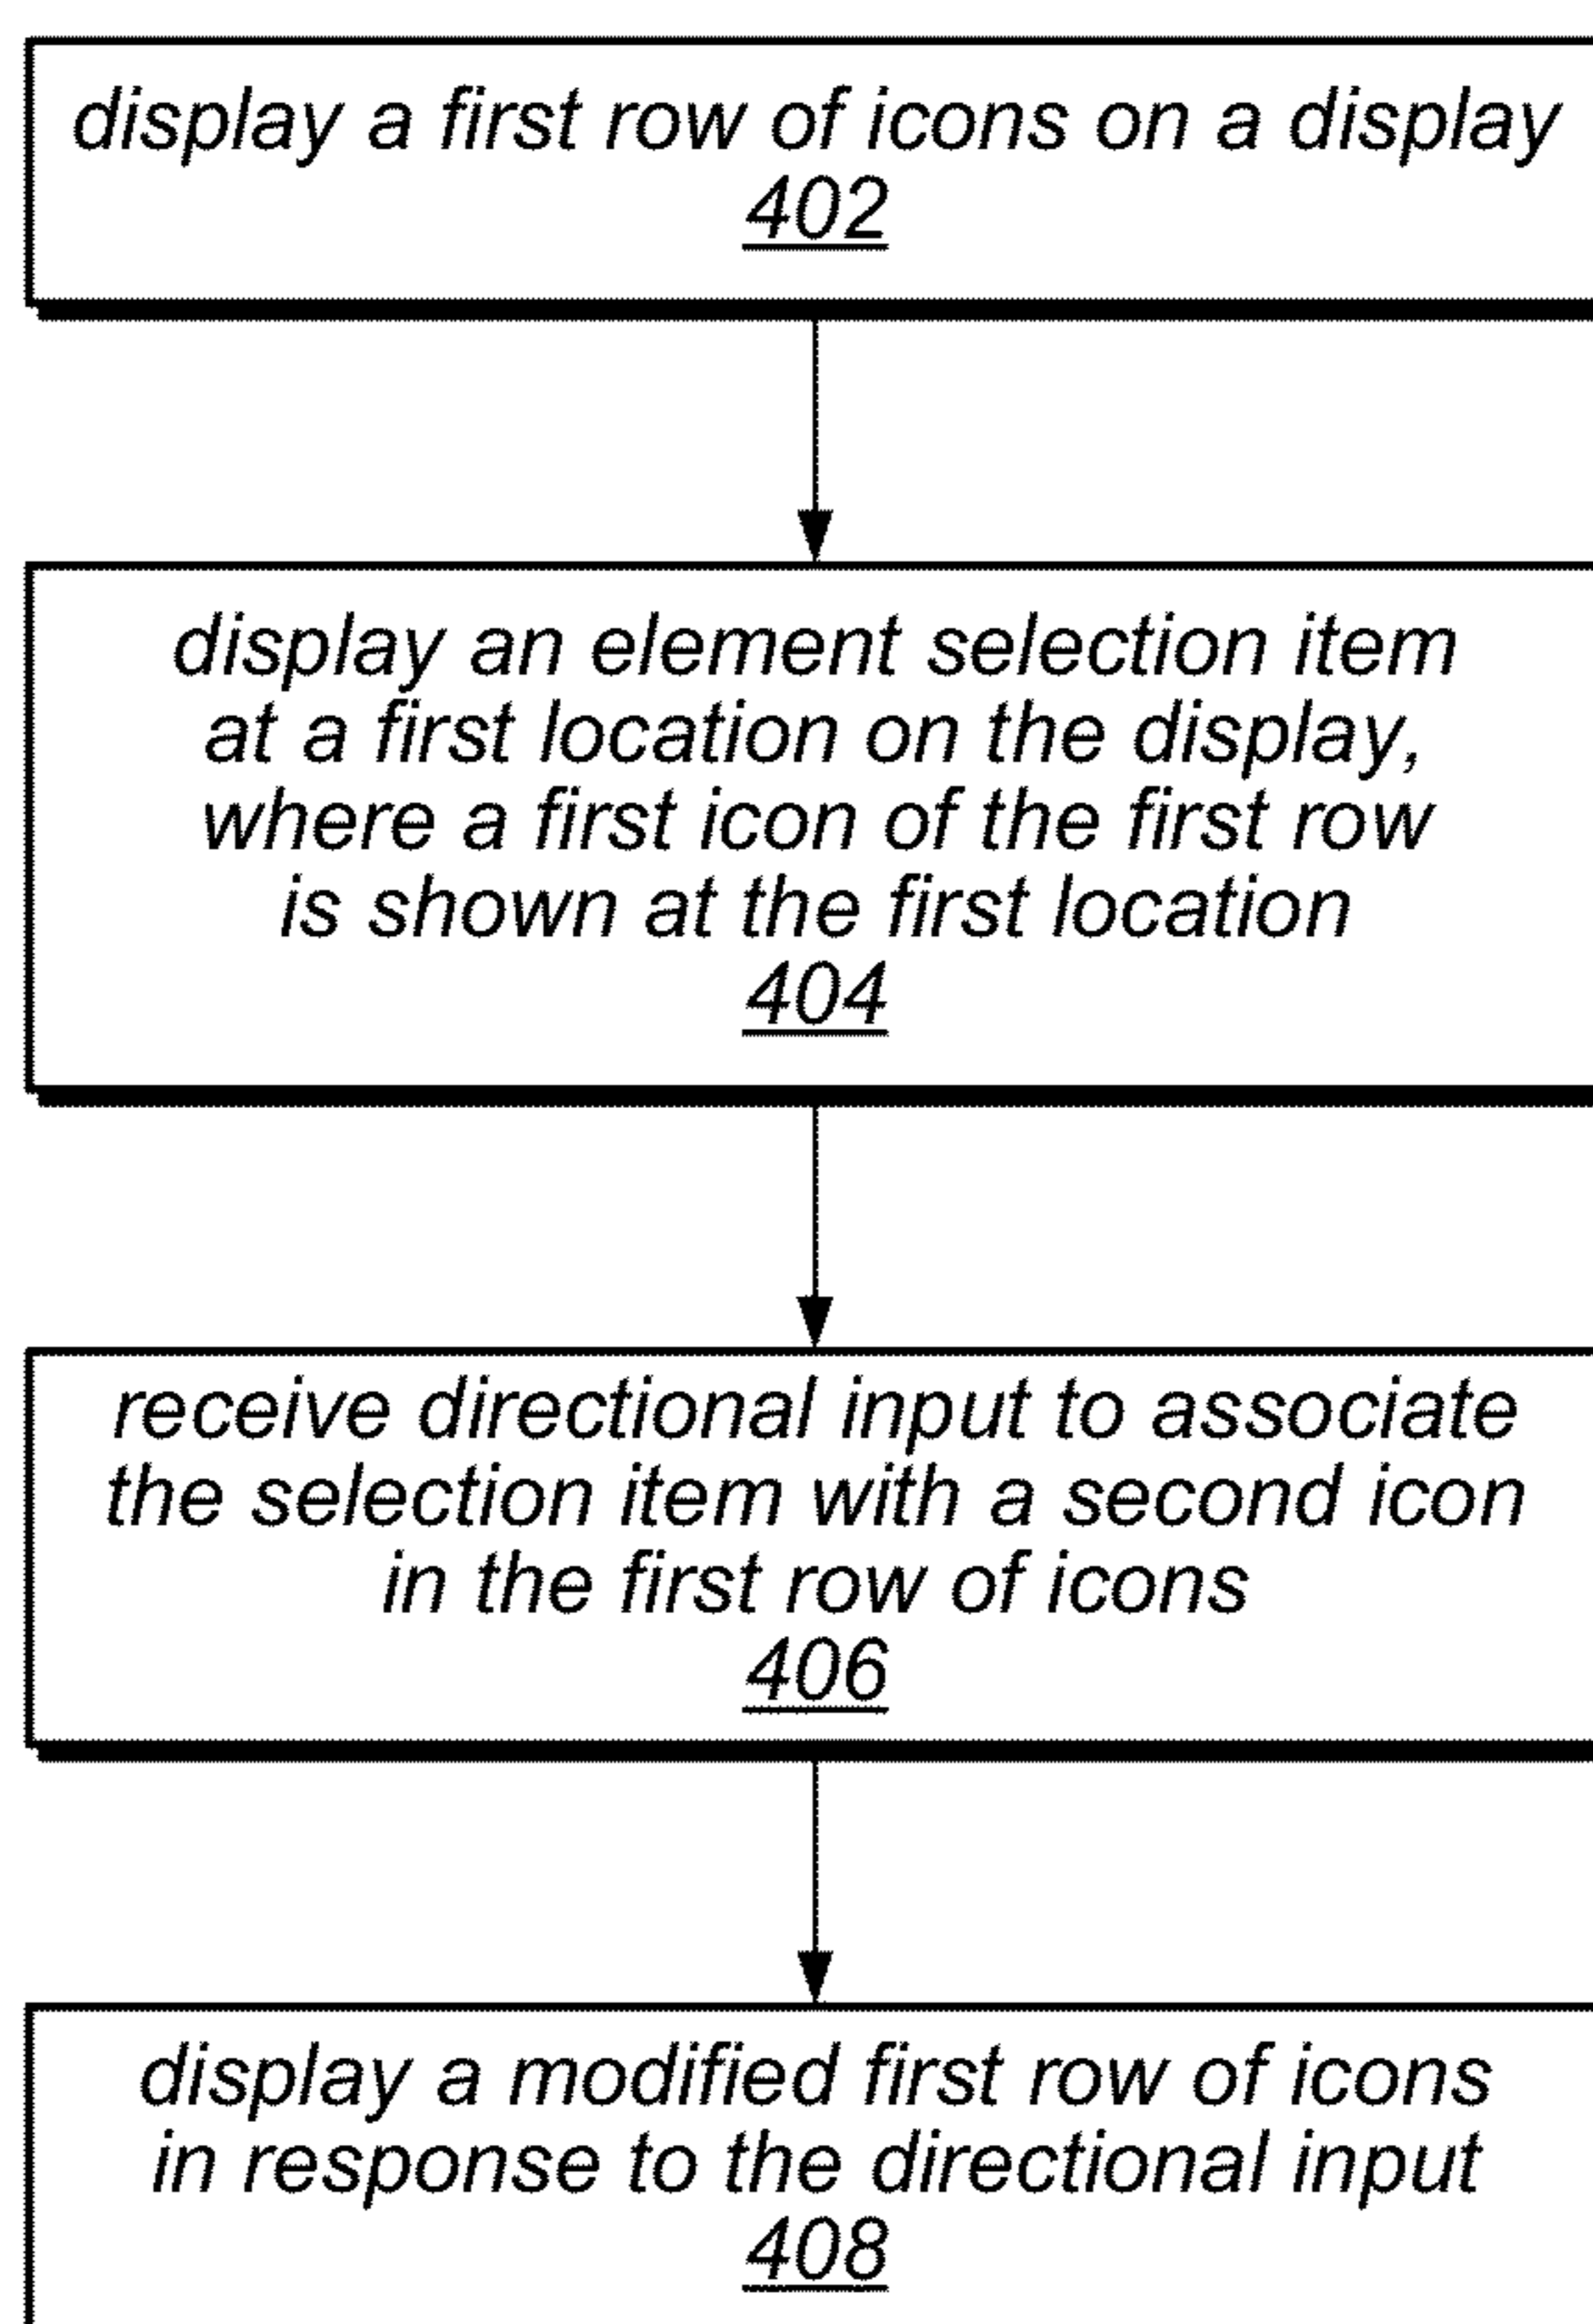 display a first row of icons on a display
402
display an element selection item
at a first location on the display,
where a first icon of the first row
is shown at the first location
404
receive directional input to associate
the selection item with a second icon
in the first row of icons
406
display a modified first row of icons
in response to the directional input
408